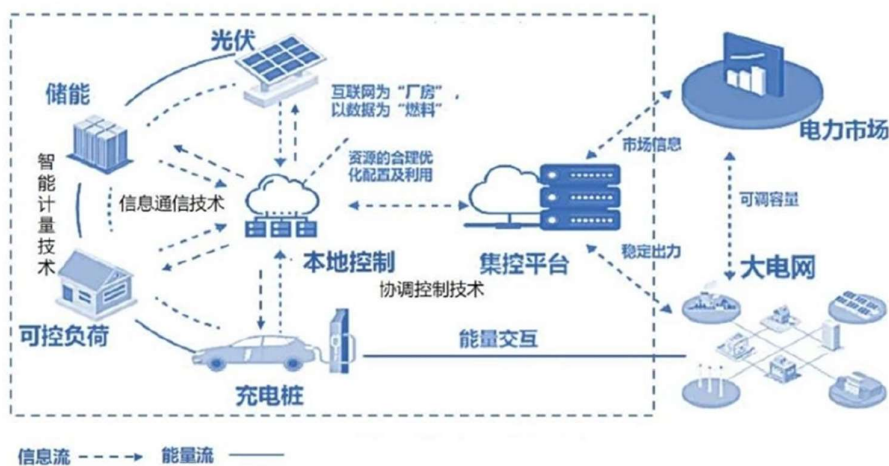 光伏
储能
互联网为“厂房”，
以数据为“燃料”
电力市场
市场信息
资源的合理优
化配置及利用
智能计量技术
信息通信技术
可调容量
本地控制
集控平台
稳定出力
大电网
协调控制技术
可控负荷
能量交互
充电桩
信息流
能量流